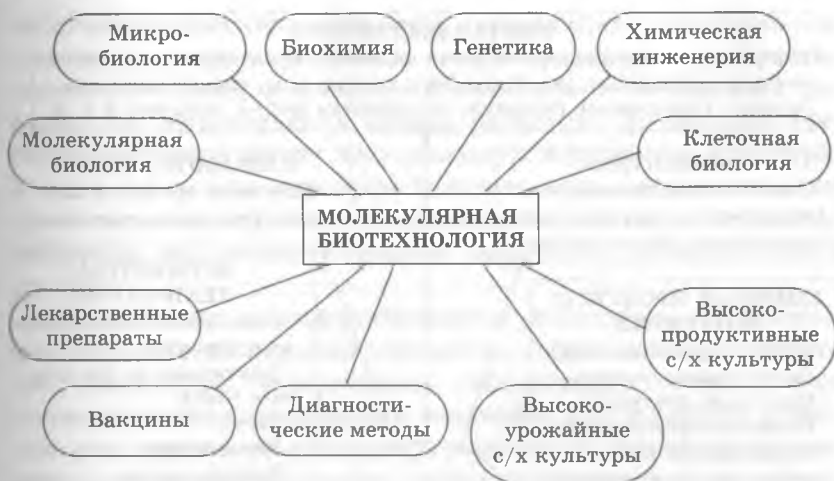 Микро-
биология
Биохимия
Генетика
Химическая
инженерия
Молекулярная
биология
Клеточная
биология
МОЛЕКУЛЯРНАЯ
БИОТЕХНОЛОГИЯ
Лекарственные
препараты
Высоко-
продуктивные
с/х культуры
Вакцины
Диагности-
ческие методы
Высоко-
урожайные
с/х культуры